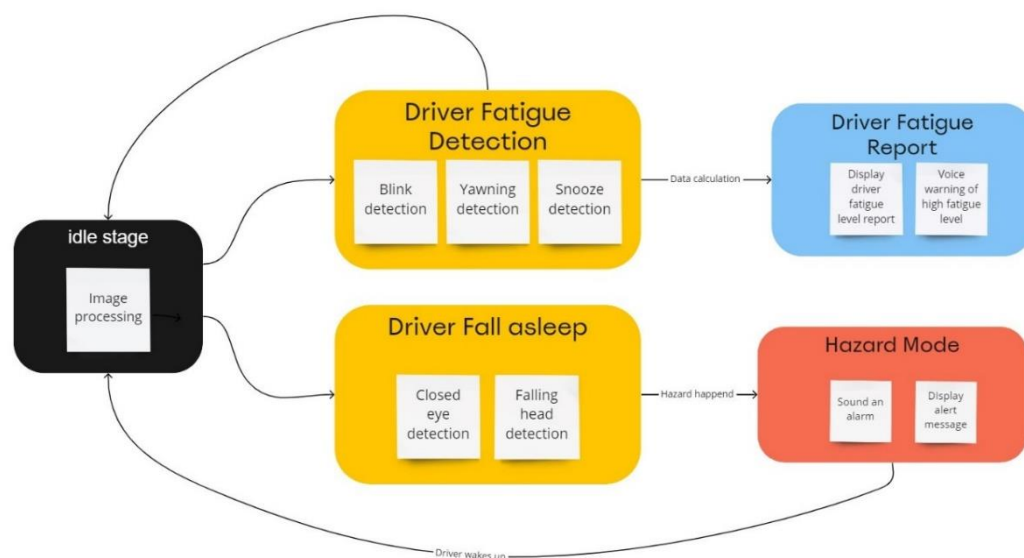 idle stage
Image
processing
Driver Fatigue
Detection
Blink
detection
Yawning
detection
Snooze
detection
Data calculation
Driver Fatigue
Report
Display
driver
fatigue
level report
Voice
warning of
high fatigue
level
Driver Fall asleep
Closed
eye
detection
Falling
head
detection
Hazard happend
Hazard Mode
Sound an
alarm
Display
alert
message
Driver wakes up